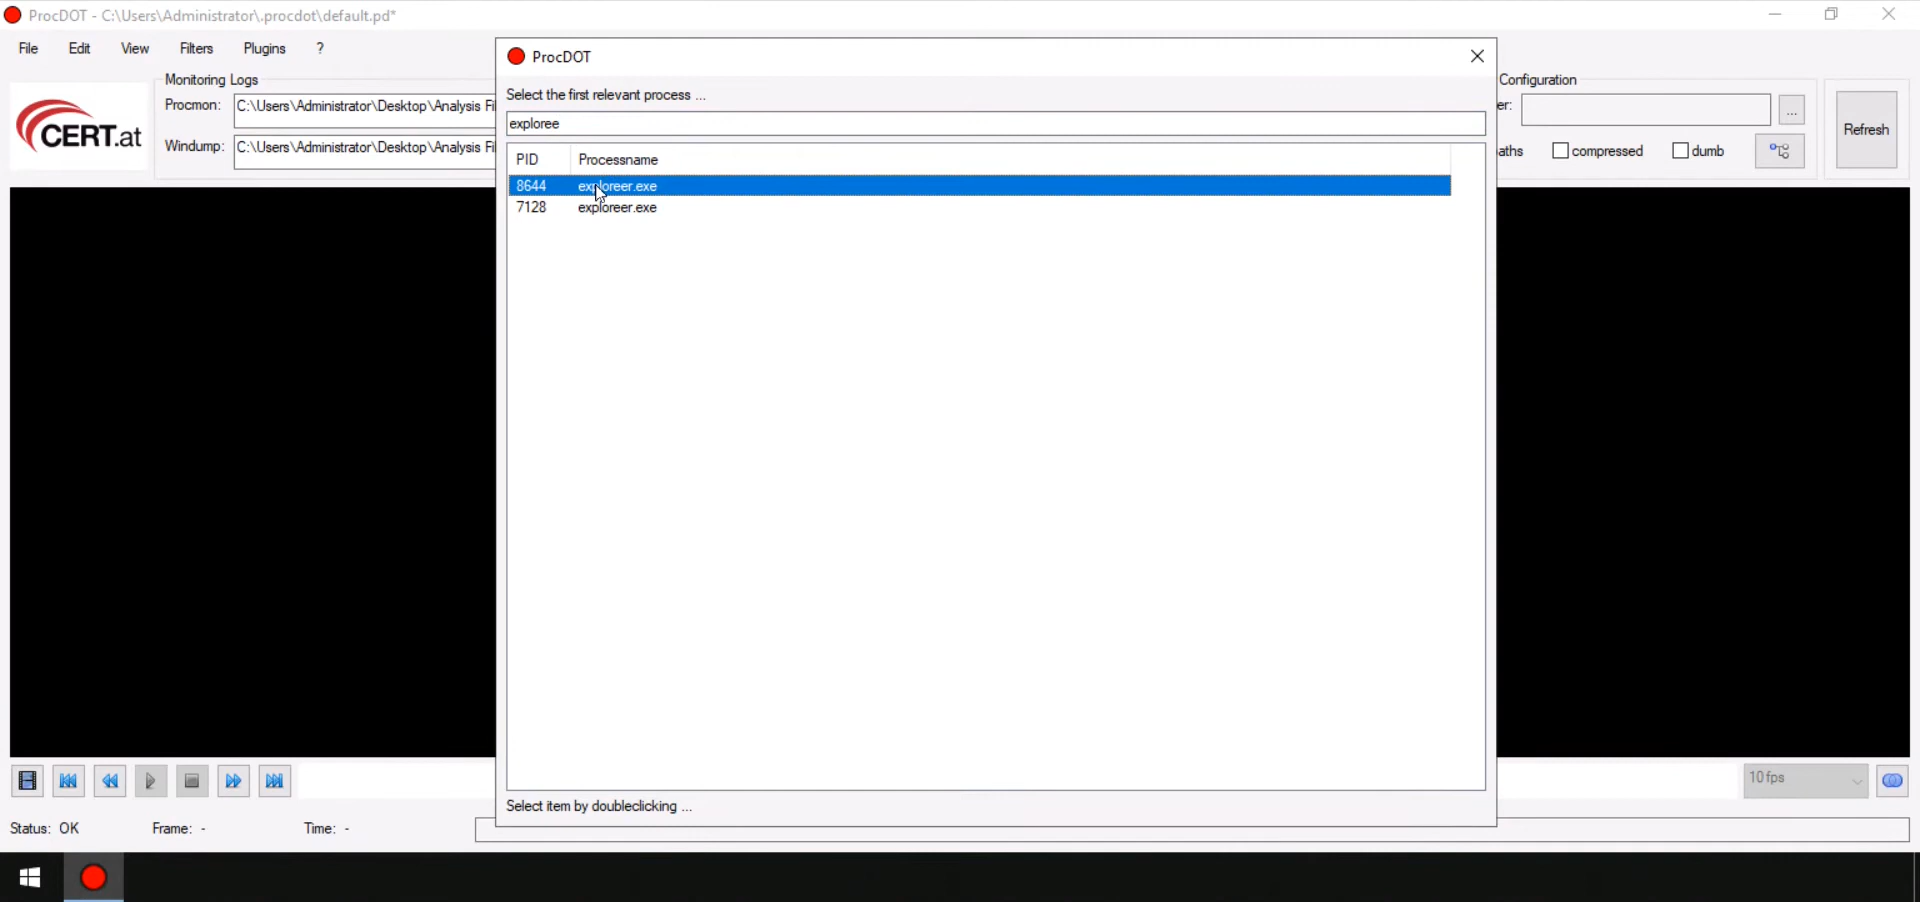 ProcDOT - C:\Users\Administrator\.procdot\default.pd*
File Edit View Filters Plugins ?
CERT.at
Monitoring Logs
Procmon: C:\Users\Administrator\Desktop\Analysis Fi
Windump: C:\Users\Administrator\Desktop\Analysis Fi
ProcDOT
Select the first relevant process ...
exploree
PID Processname
8644 exploreer.exe
7128 exploreer.exe
Select item by doubleclicking ...
Configuration
er: ...
aths compressed dumb
Refresh
10 fps
Status: OK Frame: - Time: -